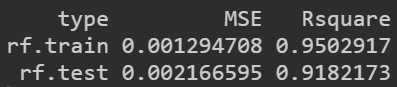 type MSE Rsquare
rf.train 0.001294708 0.9502917
rf.test 0.002166595 0.9182173